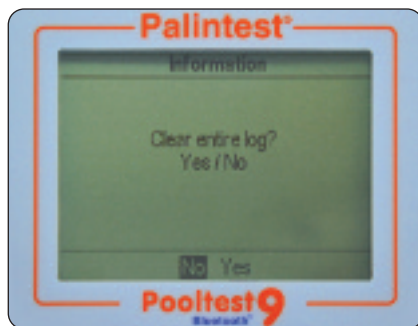 Palintest®
Information
Clear entire log?
Yes / No
No Yes
Pooltest 9
Bluetooth®